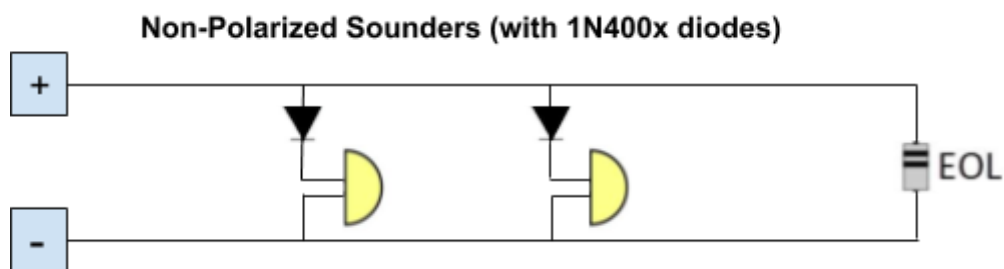 Non-Polarized Sounders (with 1N400x diodes)
+
EOL
-